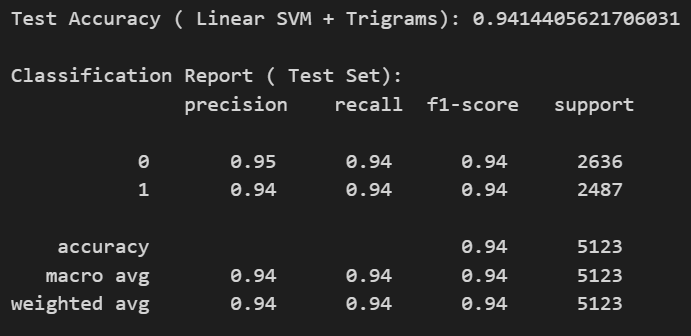 Test Accuracy ( Linear SVM + Trigrams): 0.9414405621706031
Classification Report ( Test Set):
precision recall f1-score support
0 0.95 0.94 0.94 2636
1 0.94 0.94 0.94 2487
accuracy 0.94 5123
macro avg 0.94 0.94 0.94 5123
weighted avg 0.94 0.94 0.94 5123